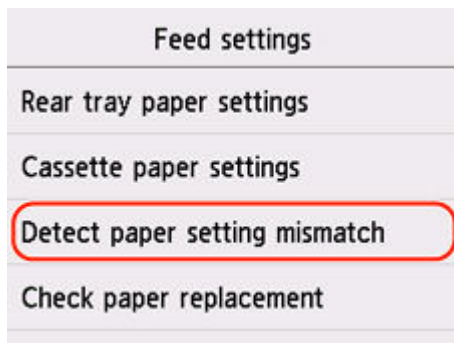 Feed settings
Rear tray paper settings
Cassette paper settings
Detect paper setting mismatch
Check paper replacement